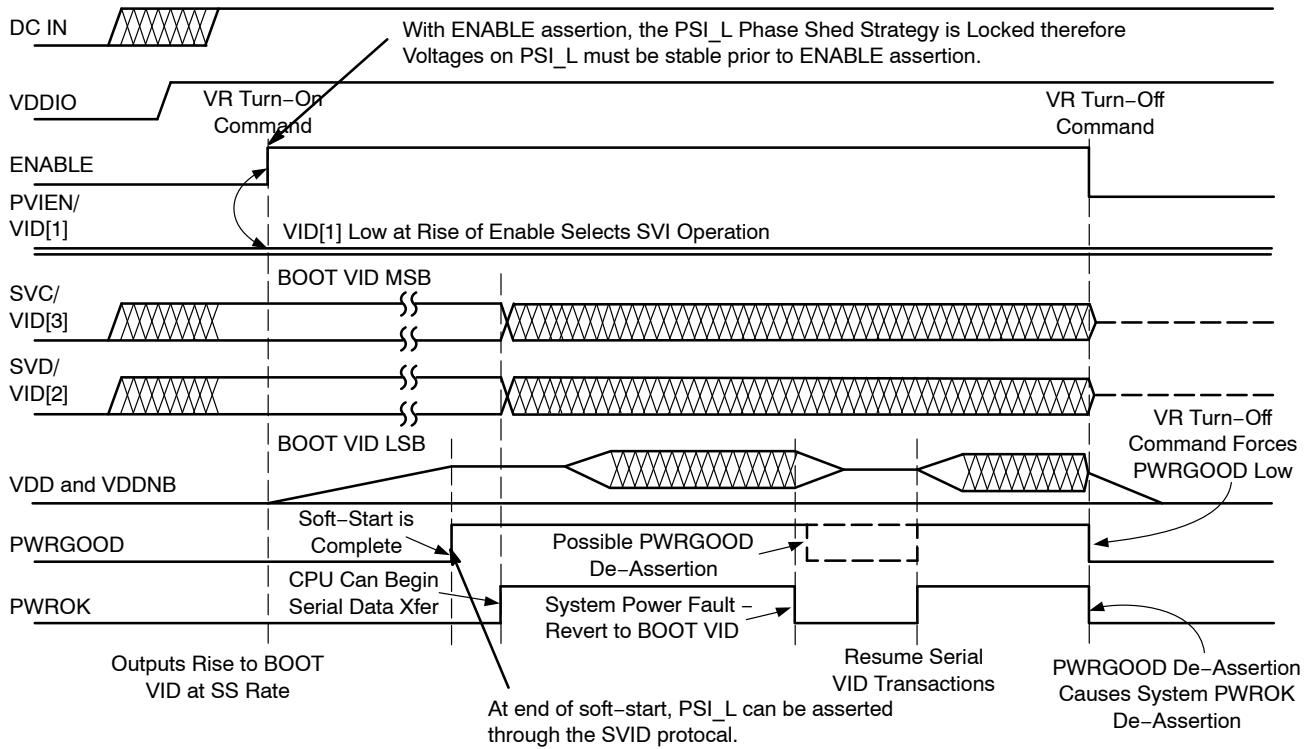 DC IN
With ENABLE assertion, the PSI_L Phase Shed Strategy is Locked therefore
Voltages on PSI_L must be stable prior to ENABLE assertion.
VDDIO
VR Turn−On
Command
VR Turn−Off
Command
ENABLE
PVIEN/
VID[1]
VID[1] Low at Rise of Enable Selects SVI Operation
BOOT VID MSB
SVC/
VID[3]
SVD/
VID[2]
BOOT VID LSB
VR Turn−Off
Command Forces
PWRGOOD Low
VDD and VDDNB
Soft−Start is
Complete
PWRGOOD
Possible PWRGOOD
De−Assertion
CPU Can Begin
Serial Data Xfer
PWROK
System Power Fault −
Revert to BOOT VID
Outputs Rise to BOOT
VID at SS Rate
Resume Serial
VID Transactions
PWRGOOD De−Assertion
Causes System PWROK
De−Assertion
At end of soft−start, PSI_L can be asserted
through the SVID protocal.